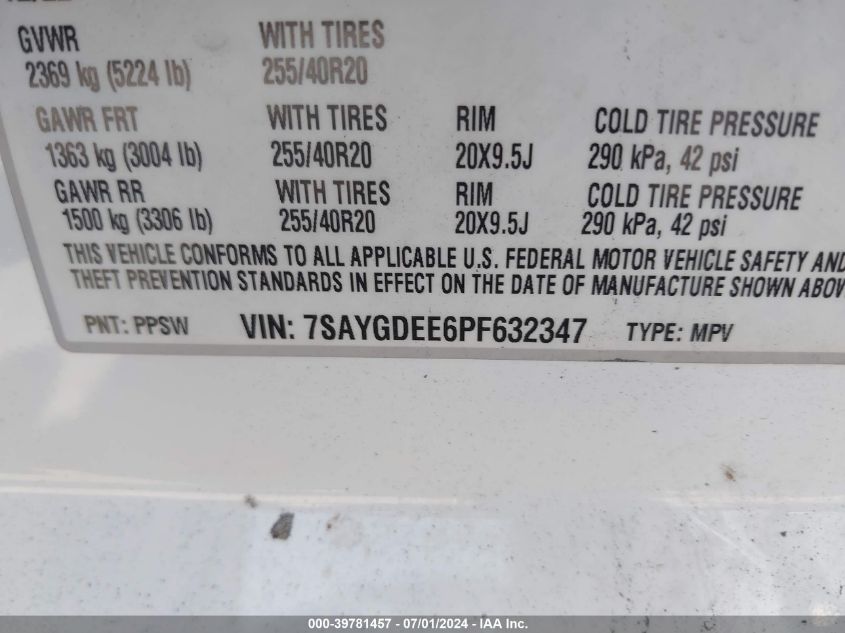 GVWR WITH TIRES
2369 kg (5224 lb) 255/40R20
GAWR FRT WITH TIRES RIM COLD TIRE PRESSURE
1363 kg (3004 lb) 255/40R20 20X9.5J 290 kPa, 42 psi
GAWR RR WITH TIRES RIM COLD TIRE PRESSURE
1500 kg (3306 lb) 255/40R20 20X9.5J 290 kPa, 42 psi
THIS VEHICLE CONFORMS TO ALL APPLICABLE U.S. FEDERAL MOTOR VEHICLE SAFETY AND
THEFT PREVENTION STANDARDS IN EFFECT ON THE DATE OF MANUFACTURE SHOWN ABOV
PNT: PPSW VIN: 7SAYGDEE6PF632347 TYPE: MPV
000-39781457 - 07/01/2024 - IAAI, Inc.